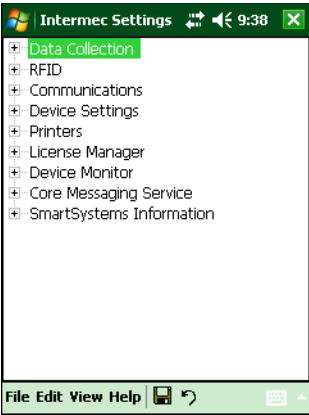 Intermec Settings 9:38
Data Collection
RFID
Communications
Device Settings
Printers
License Manager
Device Monitor
Core Messaging Service
SmartSystems Information
File Edit View Help